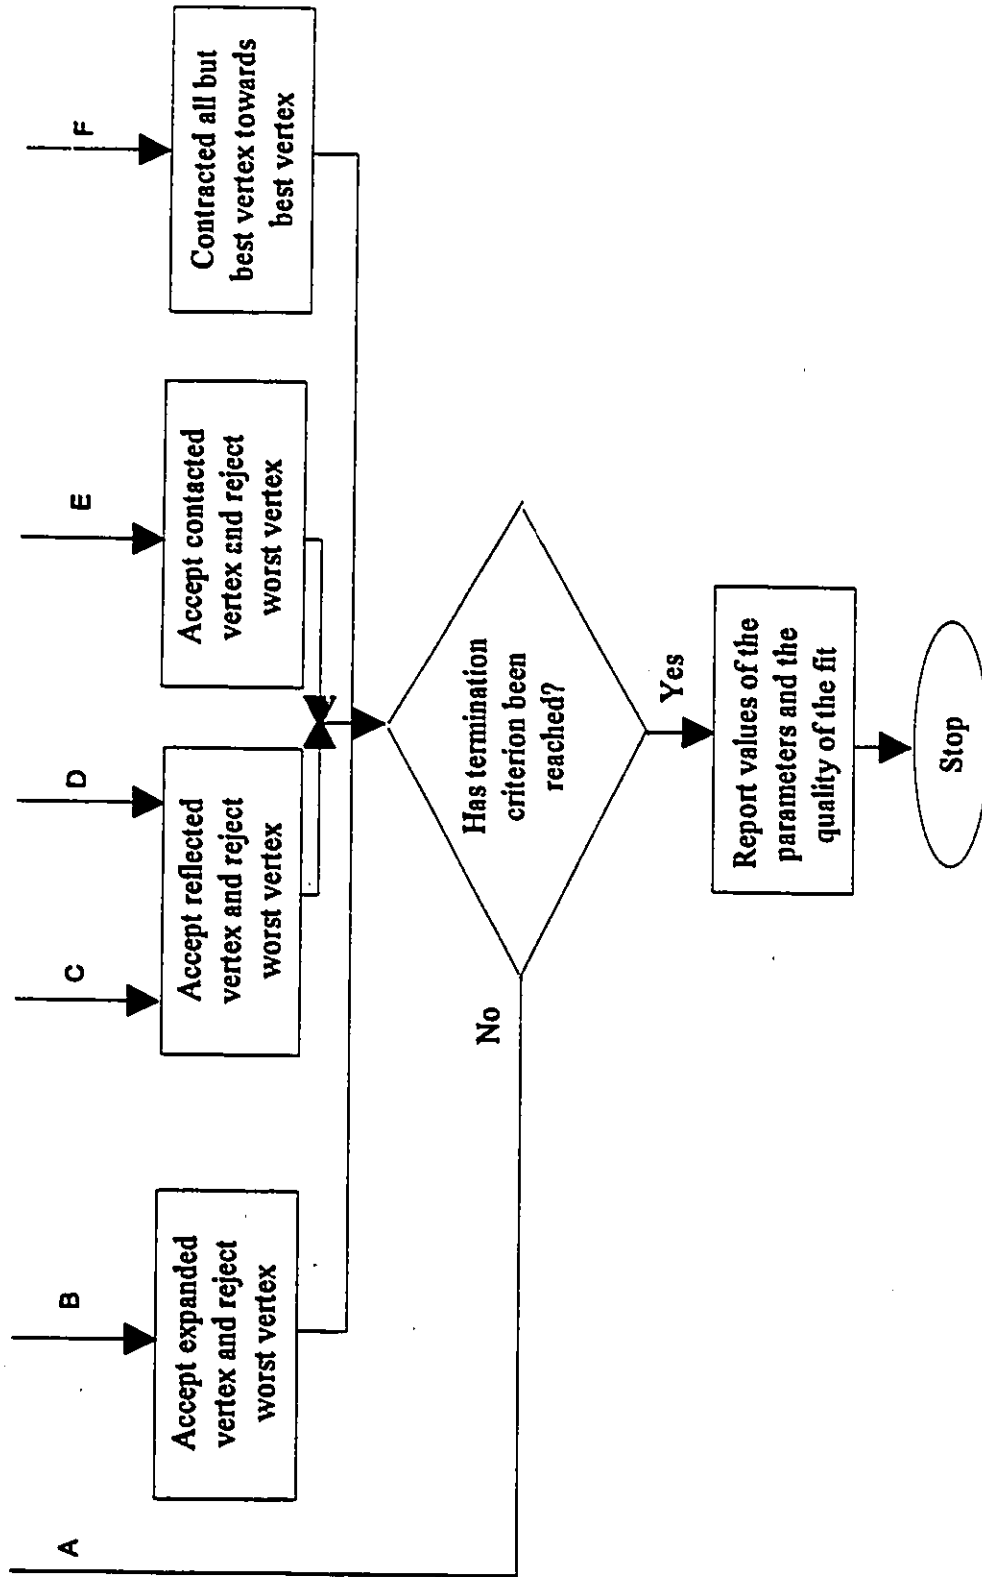 A
B
C
D
E
F
Accept expanded
vertex and reject
worst vertex
Accept reflected
vertex and reject
worst vertex
Accept contacted
vertex and reject
worst vertex
Contracted all but
best vertex towards
best vertex
Has termination
criterion been
reached?
No
Yes
Report values of the
parameters and the
quality of the fit
Stop